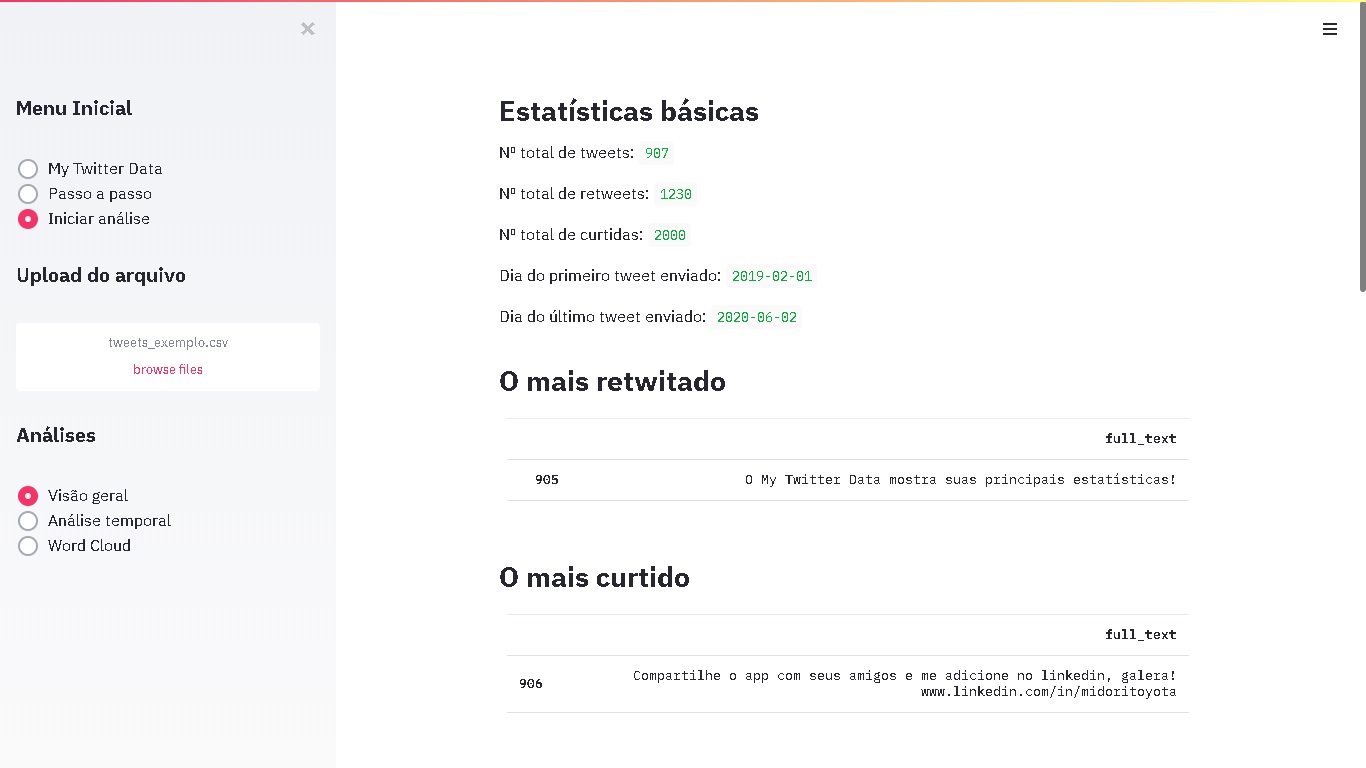 Menu Inicial
My Twitter Data
Passo a passo
Iniciar análise
Upload do arquivo
tweets_exemplo.csv
browse files
Análises
Visão geral
Análise temporal
Word Cloud
Estatísticas básicas
Nº total de tweets: 907
Nº total de retweets: 1230
Nº total de curtidas: 2000
Dia do primeiro tweet enviado: 2019-02-01
Dia do último tweet enviado: 2020-06-02
O mais retwitado
full_text
905 O My Twitter Data mostra suas principais estatísticas!
O mais curtido
full_text
906 Compartilhe o app com seus amigos e me adicione no linkedin, galera!
www.linkedin.com/in/midoritoyota